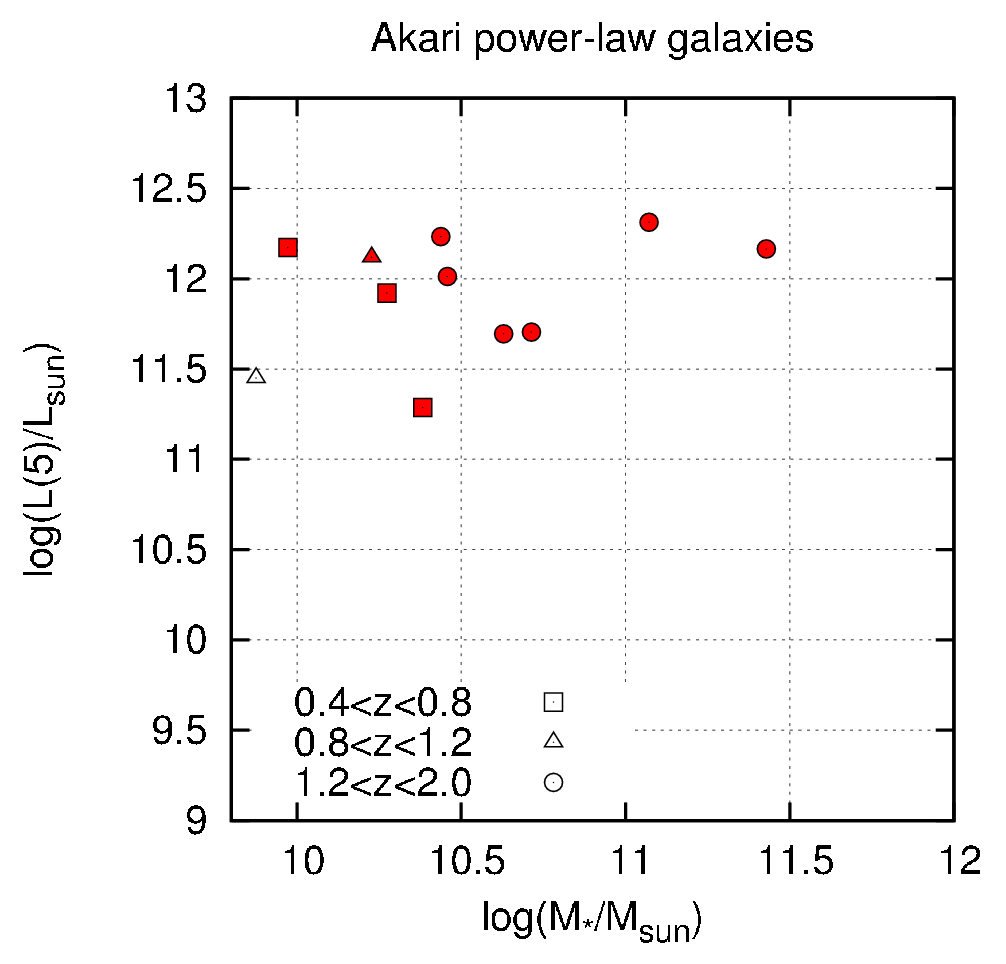 Akari power-law galaxies
13
12.5
12
11.5
11
10.5
10
9.5
9
log(L(5)/Lsun)
0.4<z<0.8
0.8<z<1.2
1.2<z<2.0
10 10.5 11 11.5 12
log(M*/Msun)